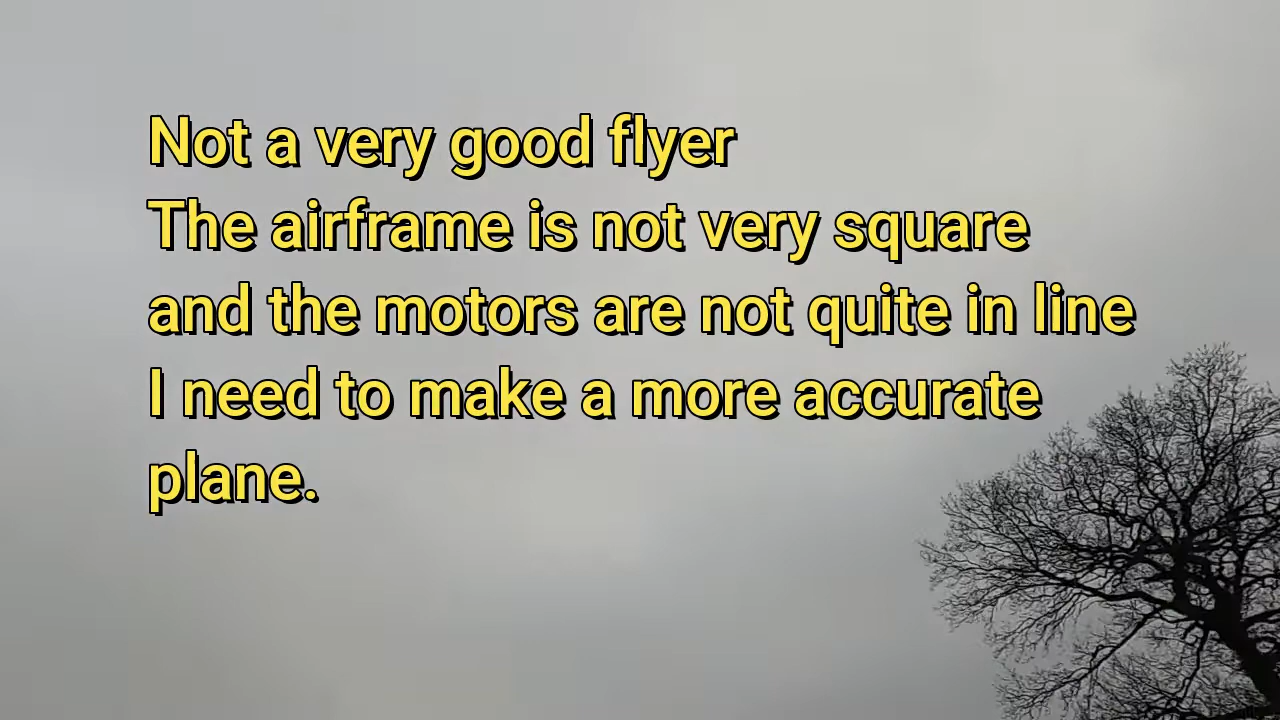 Not a very good flyer
The airframe is not very square
and the motors are not quite in line
I need to make a more accurate
plane.